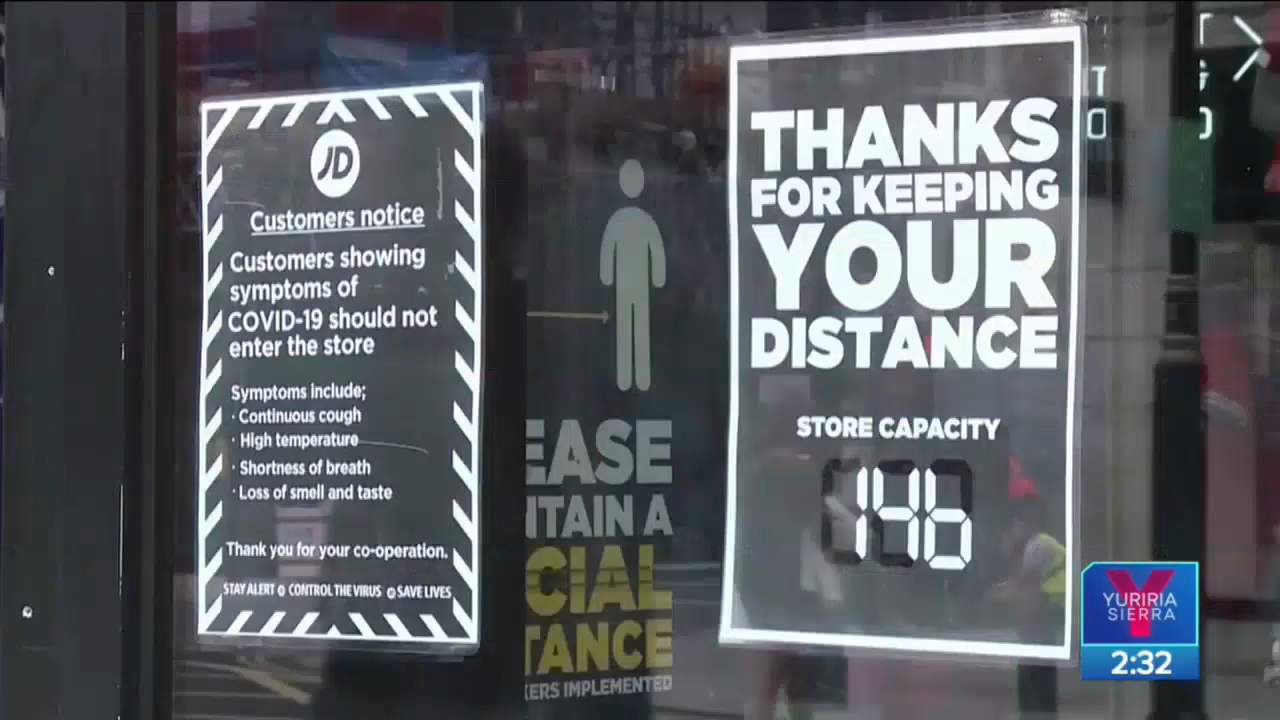 JD
Customers notice
Customers showing
symptoms of
COVID-19 should not
enter the store
Symptoms include;
· Continuous cough
· High temperature
· Shortness of breath
· Loss of smell and taste
Thank you for your co-operation.
STAY ALERT CONTROL THE VIRUS SAVE LIVES
EASE
NTAIN A
CIAL
TANCE
KERS IMPLEMENTED
THANKS
FOR KEEPING
YOUR
DISTANCE
STORE CAPACITY
146
YURIRIA
SIERRA
2:32